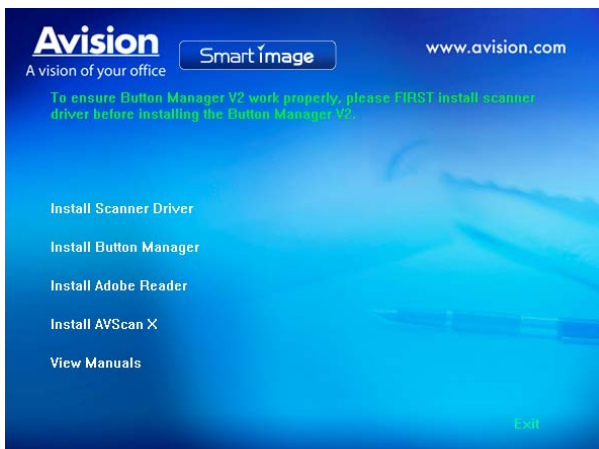 Avision
A vision of your office
Smart image
www.avision.com
To ensure Button Manager V2 work properly, please FIRST install scanner
driver before installing the Button Manager V2.
Install Scanner Driver
Install Button Manager
Install Adobe Reader
Install AVScan X
View Manuals
Exit